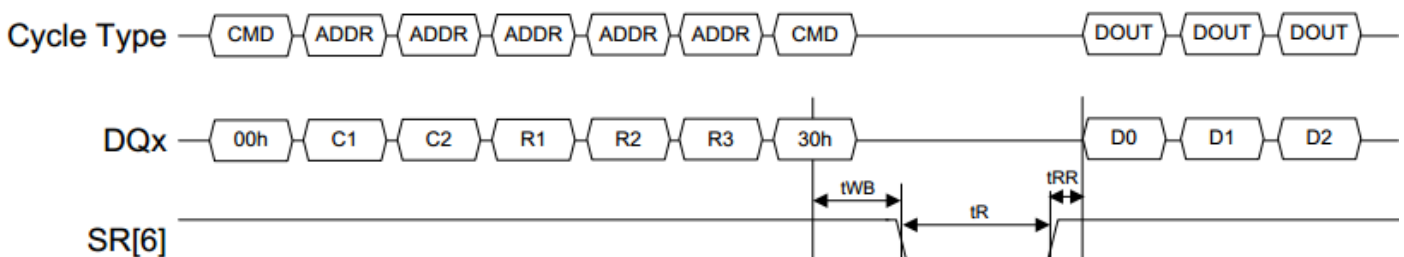 Cycle Type CMD ADDR ADDR ADDR ADDR ADDR CMD DOUT DOUT DOUT
DQx 00h C1 C2 R1 R2 R3 30h D0 D1 D2
tWB tR tRR
SR[6]